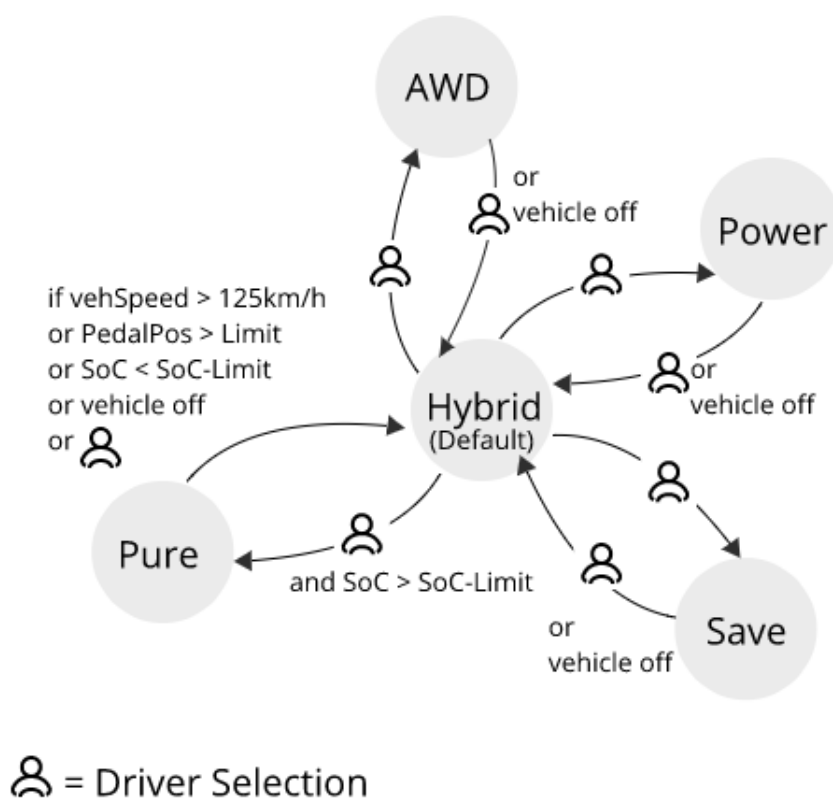 AWD
or
vehicle off
Power
if vehSpeed > 125km/h
or PedalPos > Limit
or SoC < SoC-Limit
or vehicle off
or
or
vehicle off
Hybrid
(Default)
Pure
and SoC > SoC-Limit
Save
or
vehicle off
= Driver Selection